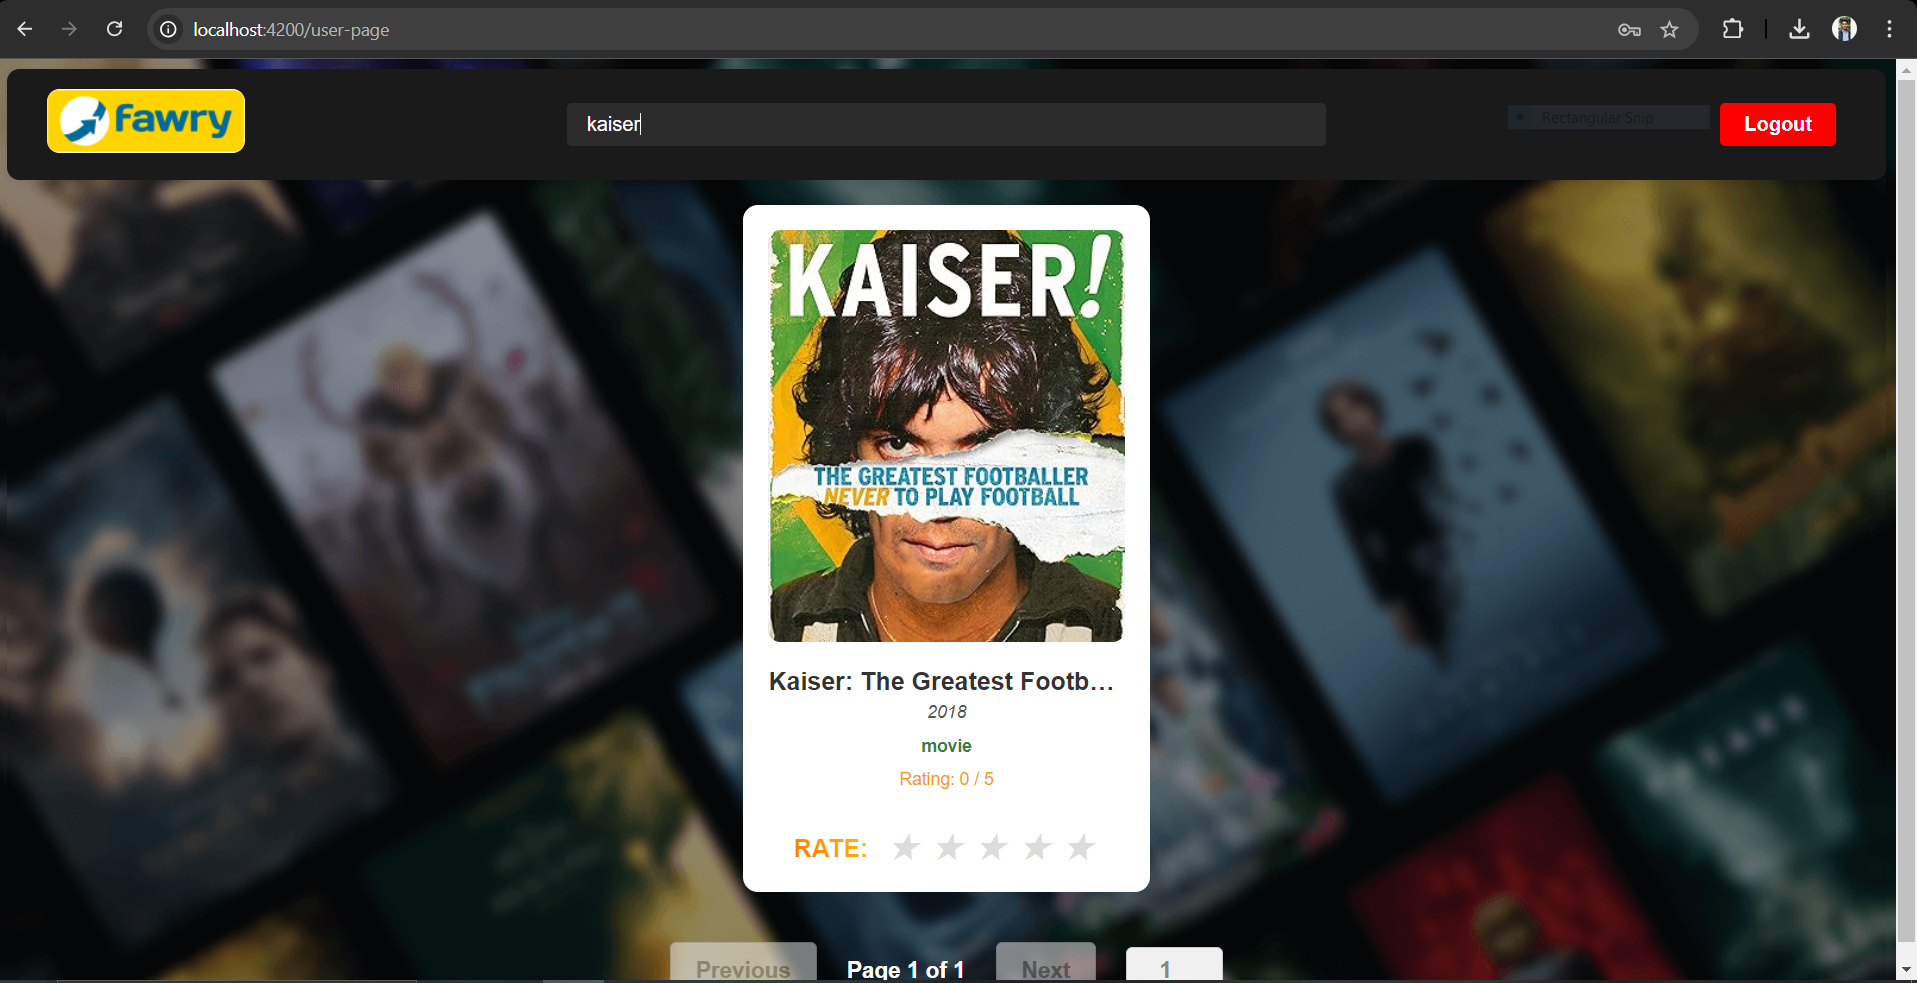 localhost:4200/user-page
fawry
kaiser
Rectangular Snip
Logout
KAISER!
THE GREATEST FOOTBALLER
NEVER TO PLAY FOOTBALL
Kaiser: The Greatest Footb...
2018
movie
Rating: 0 / 5
RATE:
Previous
Page 1 of 1
Next
1